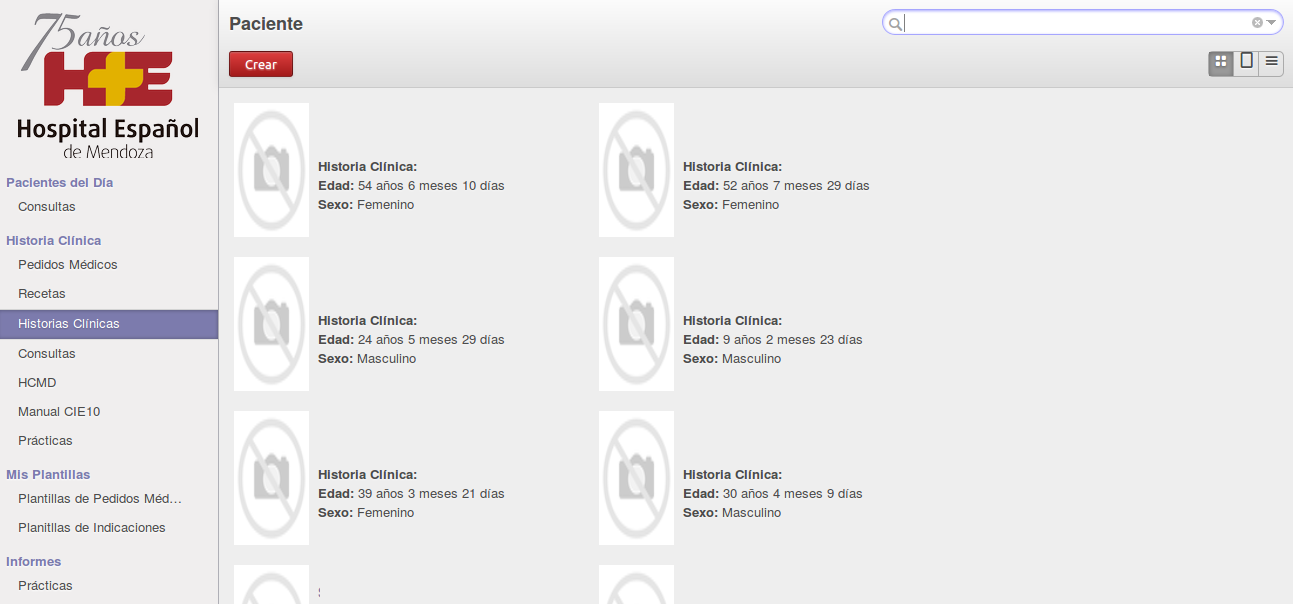 75años
H+E
Hospital Español
de Mendoza
Pacientes del Día
Consultas
Historia Clínica
Pedidos Médicos
Recetas
Historias Clínicas
Consultas
HCMD
Manual CIE10
Prácticas
Mis Plantillas
Plantillas de Pedidos Méd...
Planitllas de Indicaciones
Informes
Prácticas
Paciente
Crear
Historia Clínica:
Edad: 54 años 6 meses 10 días
Sexo: Femenino
Historia Clínica:
Edad: 52 años 7 meses 29 días
Sexo: Femenino
Historia Clínica:
Edad: 24 años 5 meses 29 días
Sexo: Masculino
Historia Clínica:
Edad: 9 años 2 meses 23 días
Sexo: Masculino
Historia Clínica:
Edad: 39 años 3 meses 21 días
Sexo: Femenino
Historia Clínica:
Edad: 30 años 4 meses 9 días
Sexo: Masculino